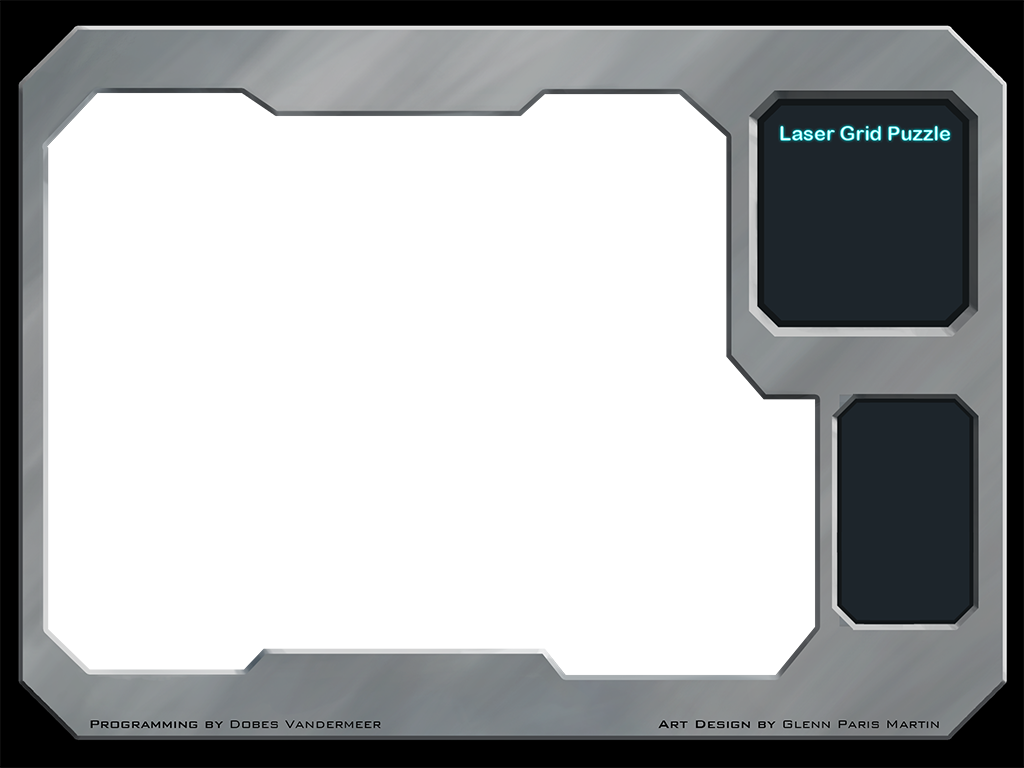 Laser Grid Puzzle
Programming by Dobes Vandermeer
Art Design by Glenn Paris Martin